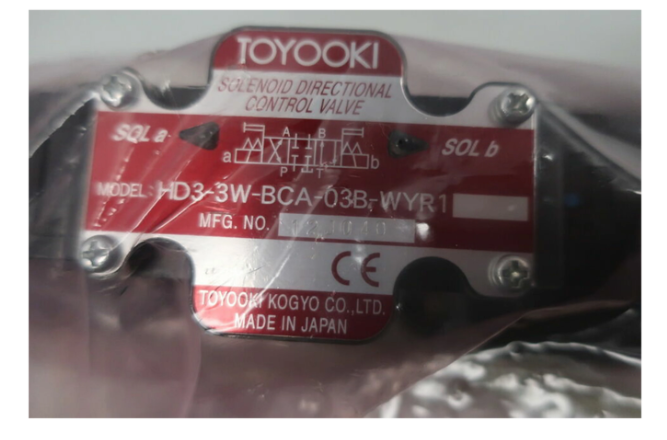 TOYOOKI
SOLENOID DIRECTIONAL
CONTROL VALVE
SOL a
SOL b
A B
a b
P T
MODEL: HD3-3W-BCA-03B-WYR1
MFG. NO.
CE
TOYOOKI KOGYO CO.,LTD.
MADE IN JAPAN